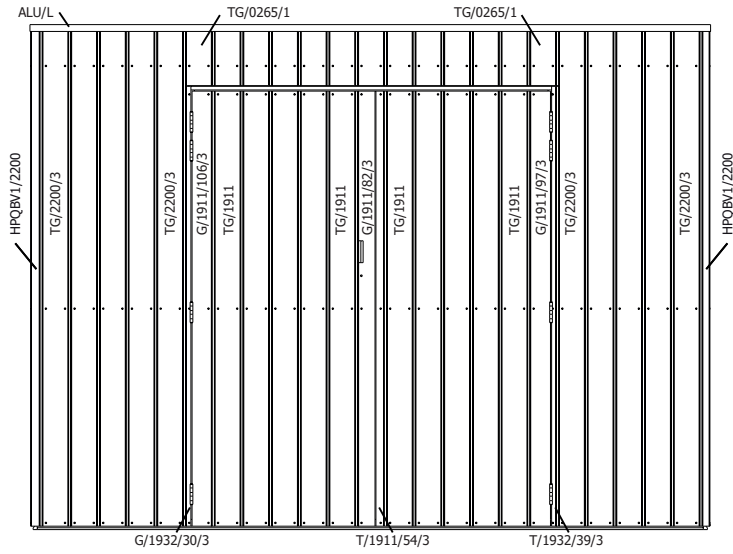 ALU/L
TG/0265/1
TG/0265/1
HPQBV1/2200
TG/2200/3
TG/2200/3
G/1911/106/3
TG/1911
TG/1911
G/1911/82/3
TG/1911
TG/1911
G/1911/97/3
TG/2200/3
TG/2200/3
HPQBV1/2200
G/1932/30/3
T/1911/54/3
T/1932/39/3